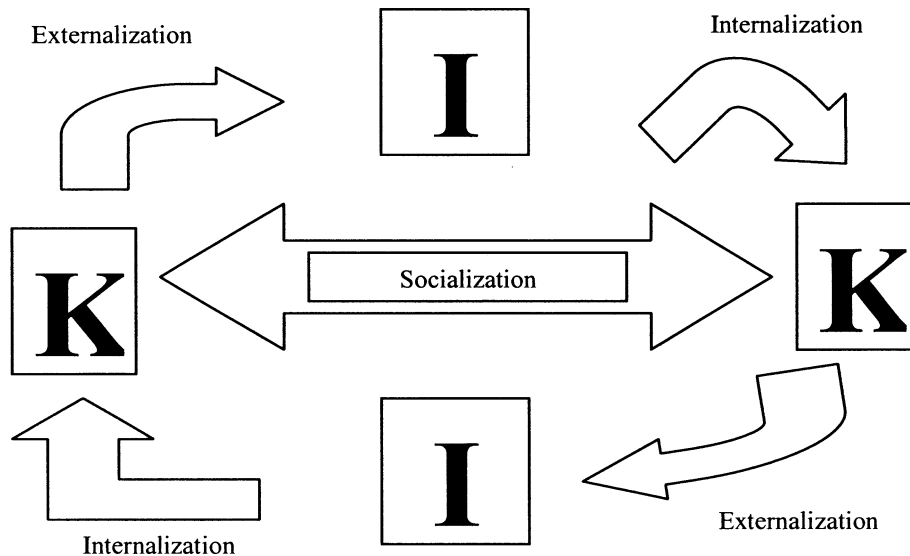 Externalization
I
Internalization
K
Socialization
K
I
Internalization
Externalization